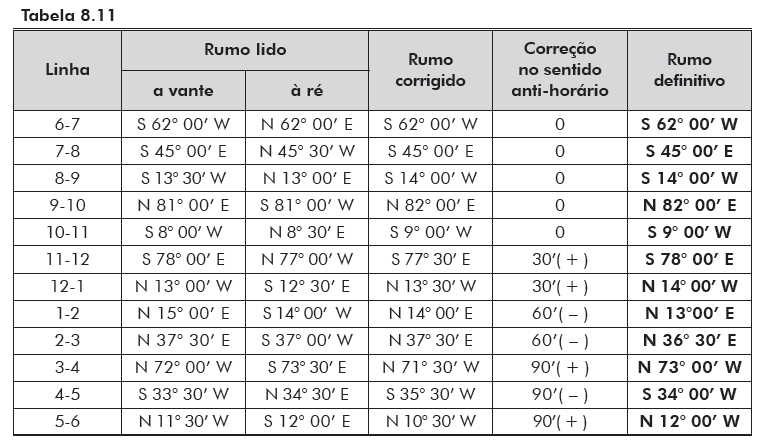 Tabela 8.11
Linha | Rumo lido | Rumo corrigido | Correção no sentido anti-horário | Rumo definitivo
a vante | à ré
6-7 | S 62° 00′ W | N 62° 00′ E | S 62° 00′ W | 0 | S 62° 00′ W
7-8 | S 45° 00′ E | N 45° 30′ W | S 45° 00′ E | 0 | S 45° 00′ E
8-9 | S 13° 30′ W | N 13° 00′ E | S 14° 00′ W | 0 | S 14° 00′ W
9-10 | N 81° 00′ E | S 81° 00′ W | N 82° 00′ E | 0 | N 82° 00′ E
10-11 | S 8° 00′ W | N 8° 30′ E | S 9° 00′ W | 0 | S 9° 00′ W
11-12 | S 78° 00′ E | N 77° 00′ W | S 77° 30′ E | 30′( + ) | S 78° 00′ E
12-1 | N 13° 00′ W | S 12° 30′ E | N 13° 30′ W | 30′( + ) | N 14° 00′ W
1-2 | N 15° 00′ E | S 14° 00′ W | N 14° 00′ E | 60′( – ) | N 13°00′ E
2-3 | N 37° 30′ E | S 37° 00′ W | N 37° 30′ E | 60′( – ) | N 36° 30′ E
3-4 | N 72° 00′ W | S 73° 30′ E | N 71° 30′ W | 90′( + ) | N 73° 00′ W
4-5 | S 33° 30′ W | N 34° 30′ E | S 35° 30′ W | 90′( – ) | S 34° 00′ W
5-6 | N 11° 30′ W | S 12° 00′ E | N 10° 30′ W | 90′( + ) | N 12° 00′ W